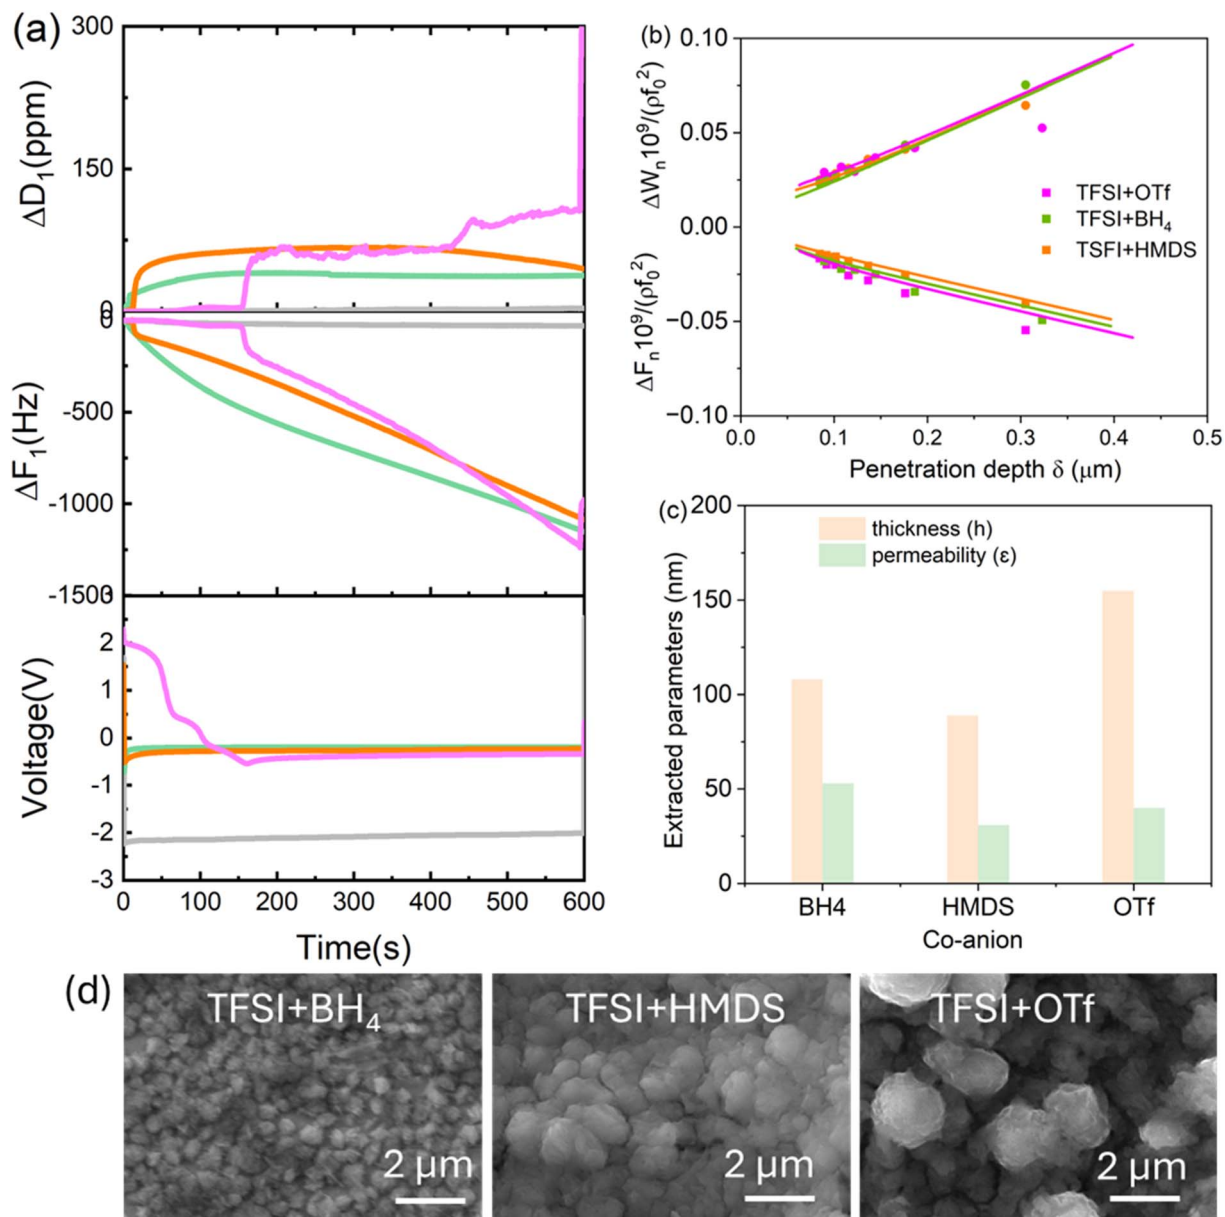 (a)
300
150
0
ΔD₁(ppm)
0
-500
-1000
-1500
ΔF₁(Hz)
3
2
1
0
-1
-2
-3
Voltage(V)
0 100 200 300 400 500 600
Time(s)
(b)
0.10
0.05
0.00
−0.05
−0.10
ΔWₙ10⁹/(ρf₀²)
ΔFₙ10⁹/(ρf₀²)
TFSI+OTf
TFSI+BH₄
TSFI+HMDS
0.0 0.1 0.2 0.3 0.4 0.5
Penetration depth δ (μm)
(c)
200
150
100
50
0
Extracted parameters (nm)
thickness (h)
permeability (ε)
BH4 HMDS OTf
Co-anion
(d)
TFSI+BH₄
2 μm
TFSI+HMDS
2 μm
TFSI+OTf
2 μm